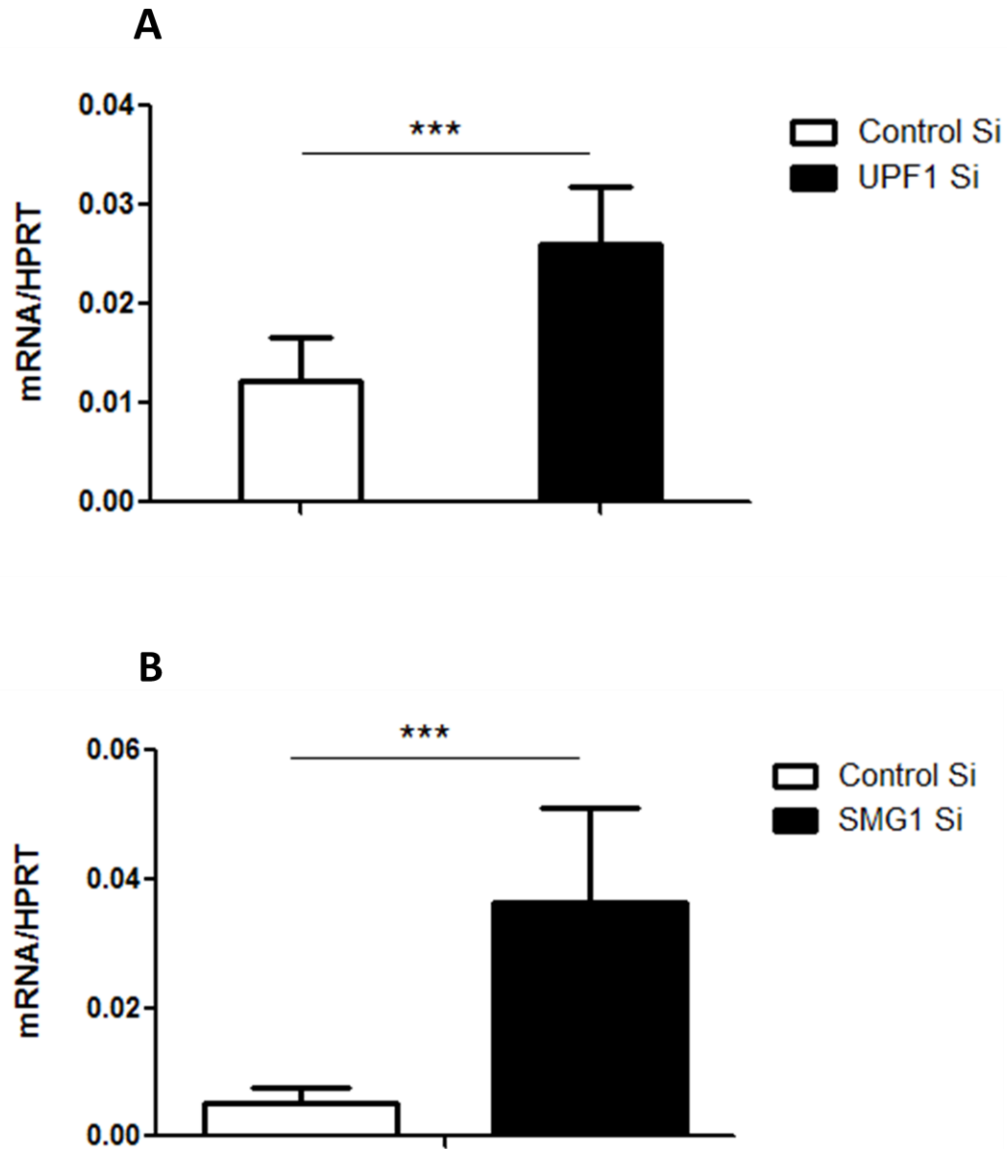 A
***
0.04
0.03
0.02
0.01
0.00
mRNA/HPRT
Control Si
UPF1 Si
B
***
0.06
0.04
0.02
0.00
mRNA/HPRT
Control Si
SMG1 Si